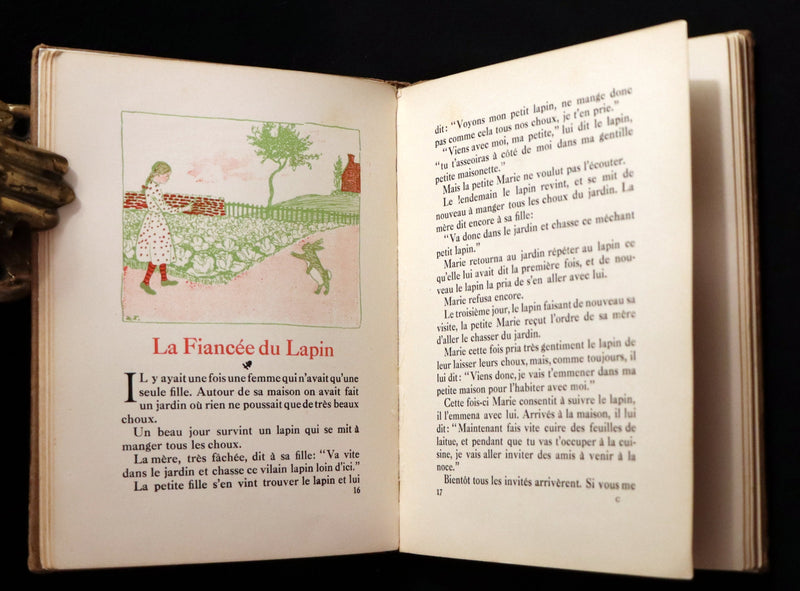 La Fiancée du Lapin
IL y ayait une fois une femme qui n'avait qu'une
seule fille. Autour de sa maison on avait fait
un jardin où rien ne poussait que de très beaux
choux.
Un beau jour survint un lapin qui se mit à
manger tous les choux.
La mère, très fâchée, dit à sa fille: “Va vite
dans le jardin et chasse ce vilain lapin loin d'ici.”
La petite fille s'en vint trouver le lapin et lui
16
dit: “Voyons mon petit lapin, ne mange donc
pas comme cela tous nos choux, je t'en prie.”
“Viens avec moi, ma petite,” lui dit le lapin,
“tu t'asseoiras à côté de moi dans ma gentille
petite maisonette.”
Mais la petite Marie ne voulut pas l'écouter.
Le lendemain le lapin revint, et se mit de
nouveau à manger tous les choux du jardin. La
mère dit encore à sa fille:
“Va donc dans le jardin et chasse ce méchant
petit lapin.”
Marie retourna au jardin répéter au lapin ce
qu'elle lui avait dit la première fois, et de nou-
veau le lapin la pria de s'en aller avec lui.
Marie refusa encore.
Le troisième jour, le lapin faisant de nouveau sa
visite, la petite Marie reçut l'ordre de sa mère
d'aller le chasser du jardin.
Marie cette fois pria très gentiment le lapin de
leur laisser leurs choux, mais, comme toujours, il
lui dit: “Viens donc, je vais t'emmener dans ma
petite maison pour l'habiter avec moi.”
Cette fois-ci Marie consentit à suivre le lapin,
il l'emmena avec lui. Arrivés à la maison, il lui
dit: “Maintenant fais vite cuire des feuilles de
laitue, et pendant que tu vas t'occuper à la cui-
sine, je vais aller inviter des amis à venir à la
noce.”
Bientôt tous les invités arrivèrent. Si vous me
17
C